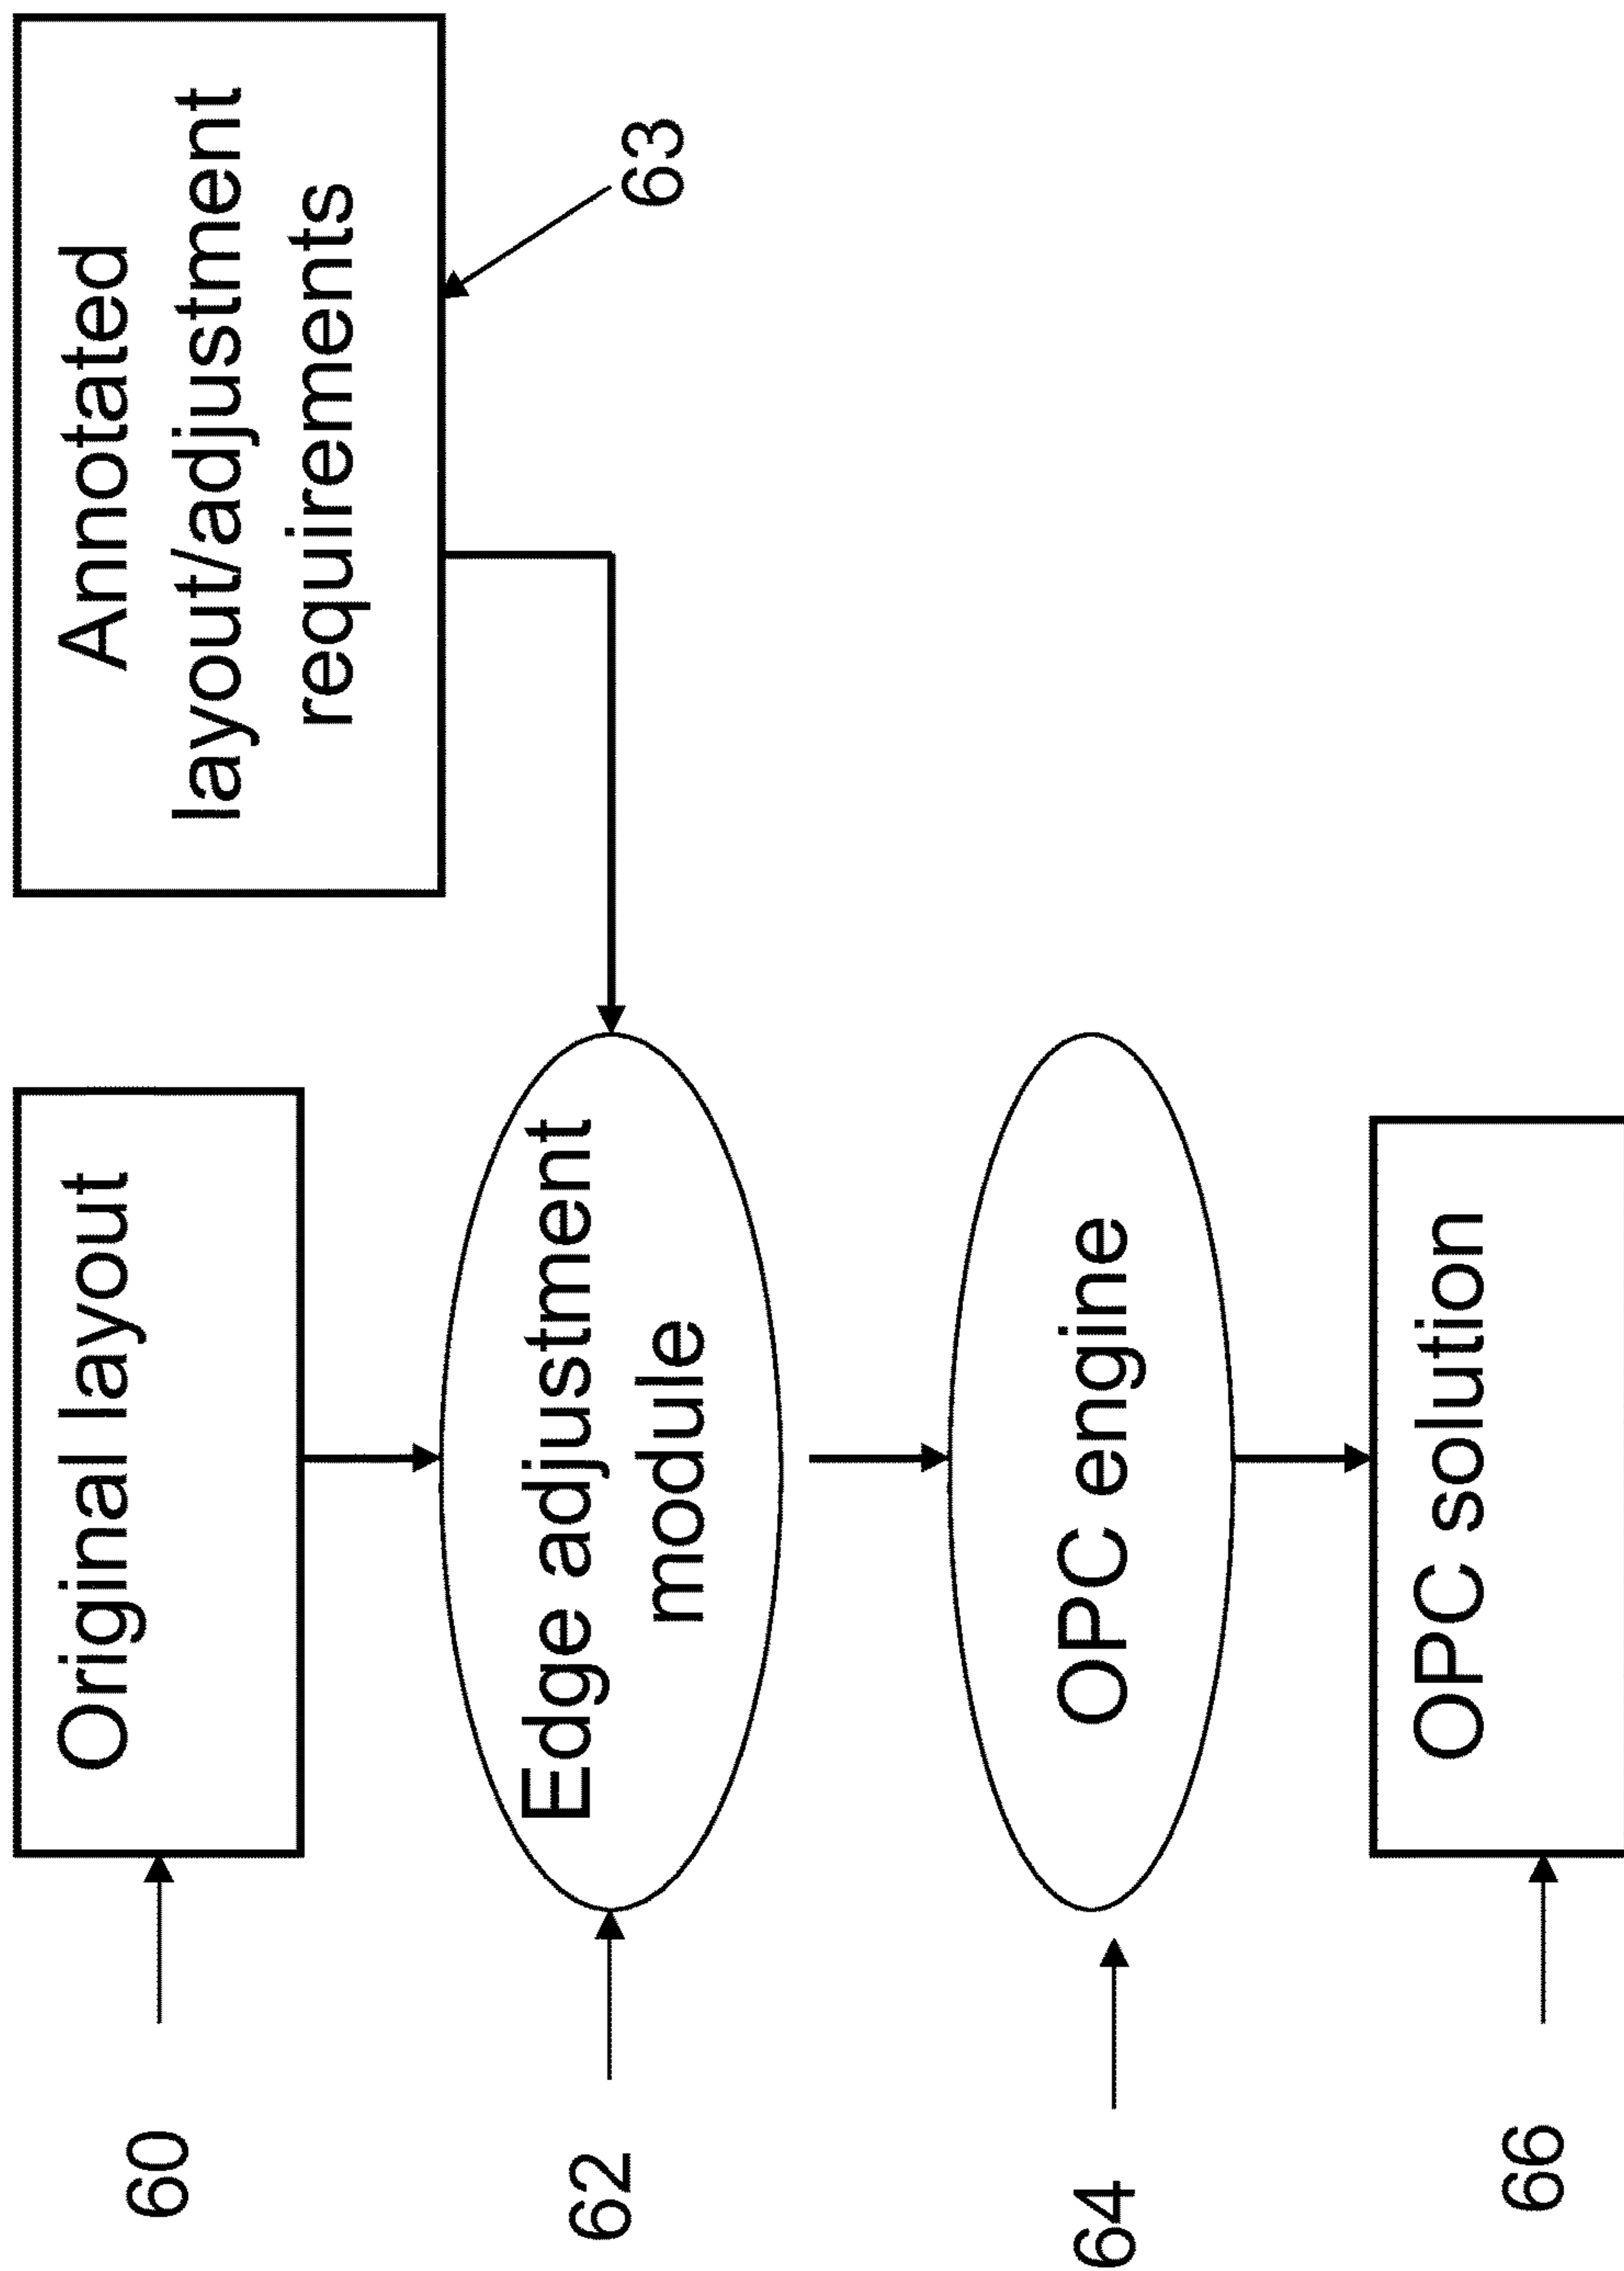 60
Original layout
Annotated
layout/adjustment
requirements
63
62
Edge adjustment
module
64
OPC engine
66
OPC solution